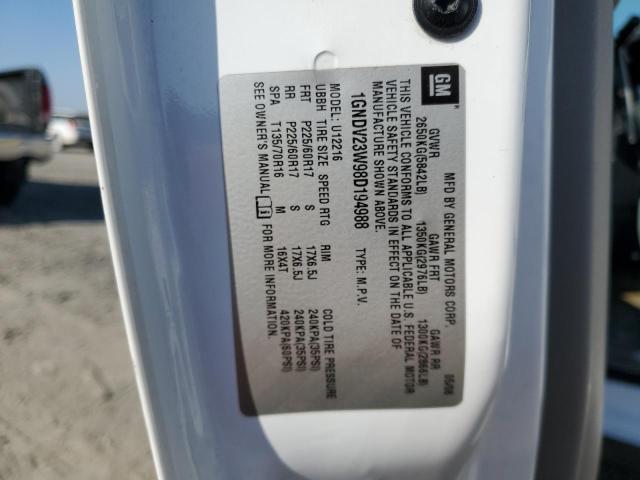 GM
MFD BY GENERAL MOTORS CORP. 05/08
GVWR GAWR FRT GAWR RR
2650KG(5842LB) 1350KG(2976LB) 1300KG(2866LB)
THIS VEHICLE CONFORMS TO ALL APPLICABLE U.S. FEDERAL MOTOR
VEHICLE SAFETY STANDARDS IN EFFECT ON THE DATE OF
MANUFACTURE SHOWN ABOVE.
1GNDV23W98D194988 TYPE: M.P.V.
MODEL: U12216
UBBH TIRE SIZE SPEED RTG RIM COLD TIRE PRESSURE
FRT P225/60R17 S 17X6.5J 240KPA(35PSI)
RR P225/60R17 S 17X6.5J 240KPA(35PSI)
SPA T135/70R16 M 16X4T 420KPA(60PSI)
SEE OWNER'S MANUAL FOR MORE INFORMATION.